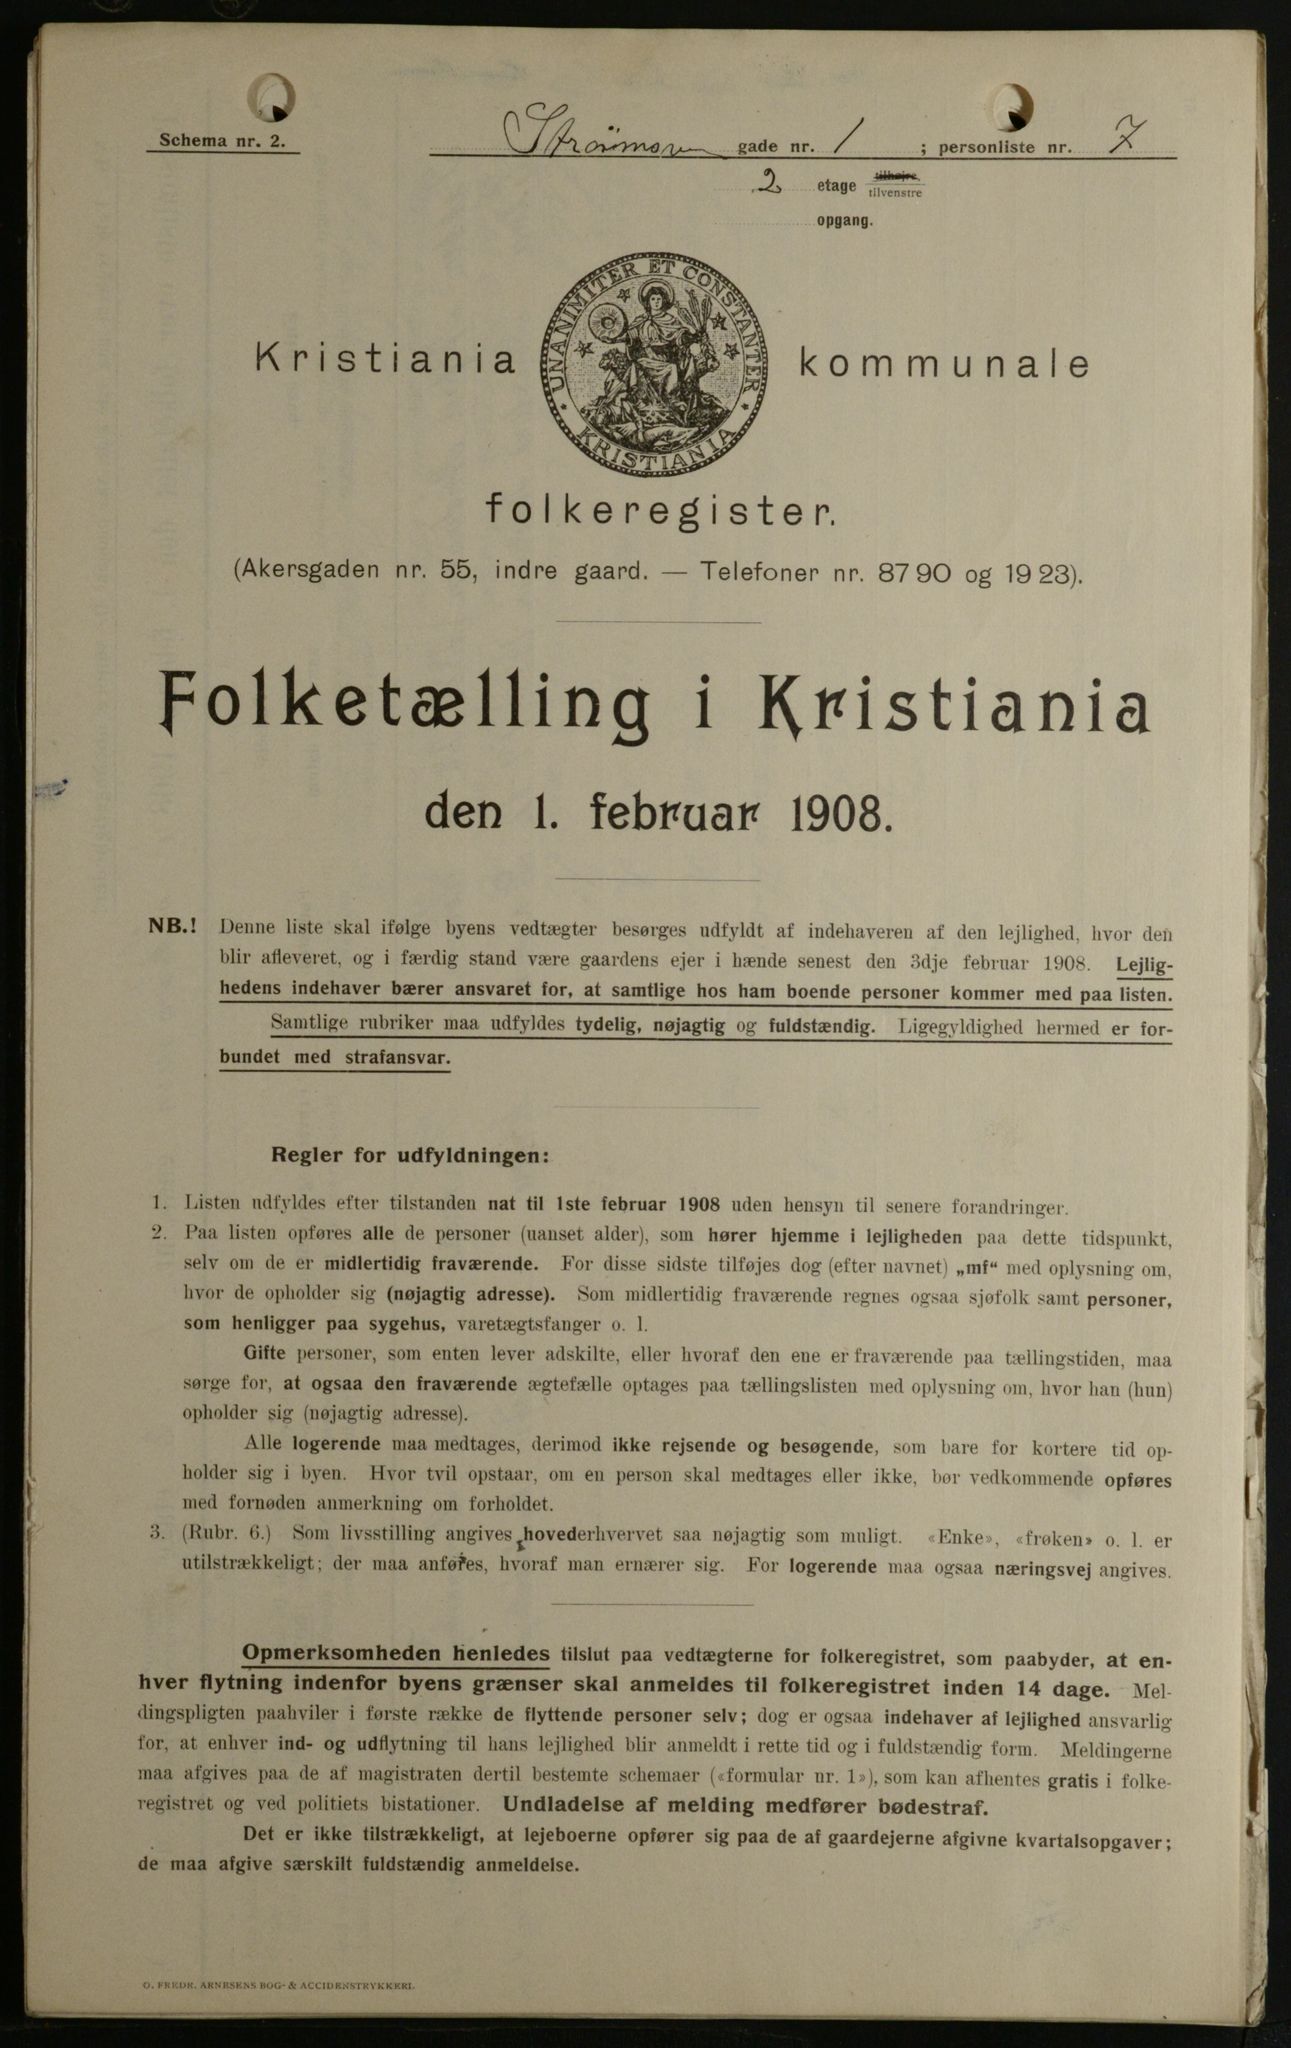 Schema nr. 2.
Strömsv gade nr. 1 ; personliste nr. 7
2 etage tilhøjre
tilvenstre
opgang.
UNANIMITER ET CONSTANTER
KRISTIANIA
Kristiania kommunale
folkeregister.
(Akersgaden nr. 55, indre gaard. — Telefoner nr. 8790 og 1923).
Folketælling i Kristiania
den 1. februar 1908.
NB.! Denne liste skal ifølge byens vedtægter besørges udfyldt af indehaveren af den lejlighed, hvor den
blir afleveret, og i færdig stand være gaardens ejer i hænde senest den 3dje februar 1908. Lejlig-
hedens indehaver bærer ansvaret for, at samtlige hos ham boende personer kommer med paa listen.
Samtlige rubriker maa udfyldes tydelig, nøjagtig og fuldstændig. Ligegyldighed hermed er for-
bundet med strafansvar.
Regler for udfyldningen:
1. Listen udfyldes efter tilstanden nat til 1ste februar 1908 uden hensyn til senere forandringer.
2. Paa listen opføres alle de personer (uanset alder), som hører hjemme i lejligheden paa dette tidspunkt,
selv om de er midlertidig fraværende. For disse sidste tilføjes dog (efter navnet) „mf“ med oplysning om,
hvor de opholder sig (nøjagtig adresse). Som midlertidig fraværende regnes ogsaa sjøfolk samt personer,
som henligger paa sygehus, varetægtsfanger o. l.
Gifte personer, som enten lever adskilte, eller hvoraf den ene er fraværende paa tællingstiden, maa
sørge for, at ogsaa den fraværende ægtefælle optages paa tællingslisten med oplysning om, hvor han (hun)
opholder sig (nøjagtig adresse).
Alle logerende maa medtages, derimod ikke rejsende og besøgende, som bare for kortere tid op-
holder sig i byen. Hvor tvil opstaar, om en person skal medtages eller ikke, bør vedkommende opføres
med fornøden anmerkning om forholdet.
3. (Rubr. 6.) Som livsstilling angives hovederhvervet saa nøjagtig som muligt. «Enke», «frøken» o. l. er
utilstrækkeligt; der maa anføres, hvoraf man ernærer sig. For logerende maa ogsaa næringsvej angives.
Opmerksomheden henledes tilslut paa vedtægterne for folkeregistret, som paabyder, at en-
hver flytning indenfor byens grænser skal anmeldes til folkeregistret inden 14 dage. Mel-
dingspligten paahviler i første række de flyttende personer selv; dog er ogsaa indehaver af lejlighed ansvarlig
for, at enhver ind- og udflytning til hans lejlighed blir anmeldt i rette tid og i fuldstændig form. Meldingerne
maa afgives paa de af magistraten dertil bestemte schemaer («formular nr. 1»), som kan afhentes gratis i folke-
registret og ved politiets bistationer. Undladelse af melding medfører bødestraf.
Det er ikke tilstrækkeligt, at lejeboerne opfører sig paa de af gaardejerne afgivne kvartalsopgaver;
de maa afgive særskilt fuldstændig anmeldelse.
O. FREDR. ARNESENS BOG- & ACCIDENSTRYKKERI.